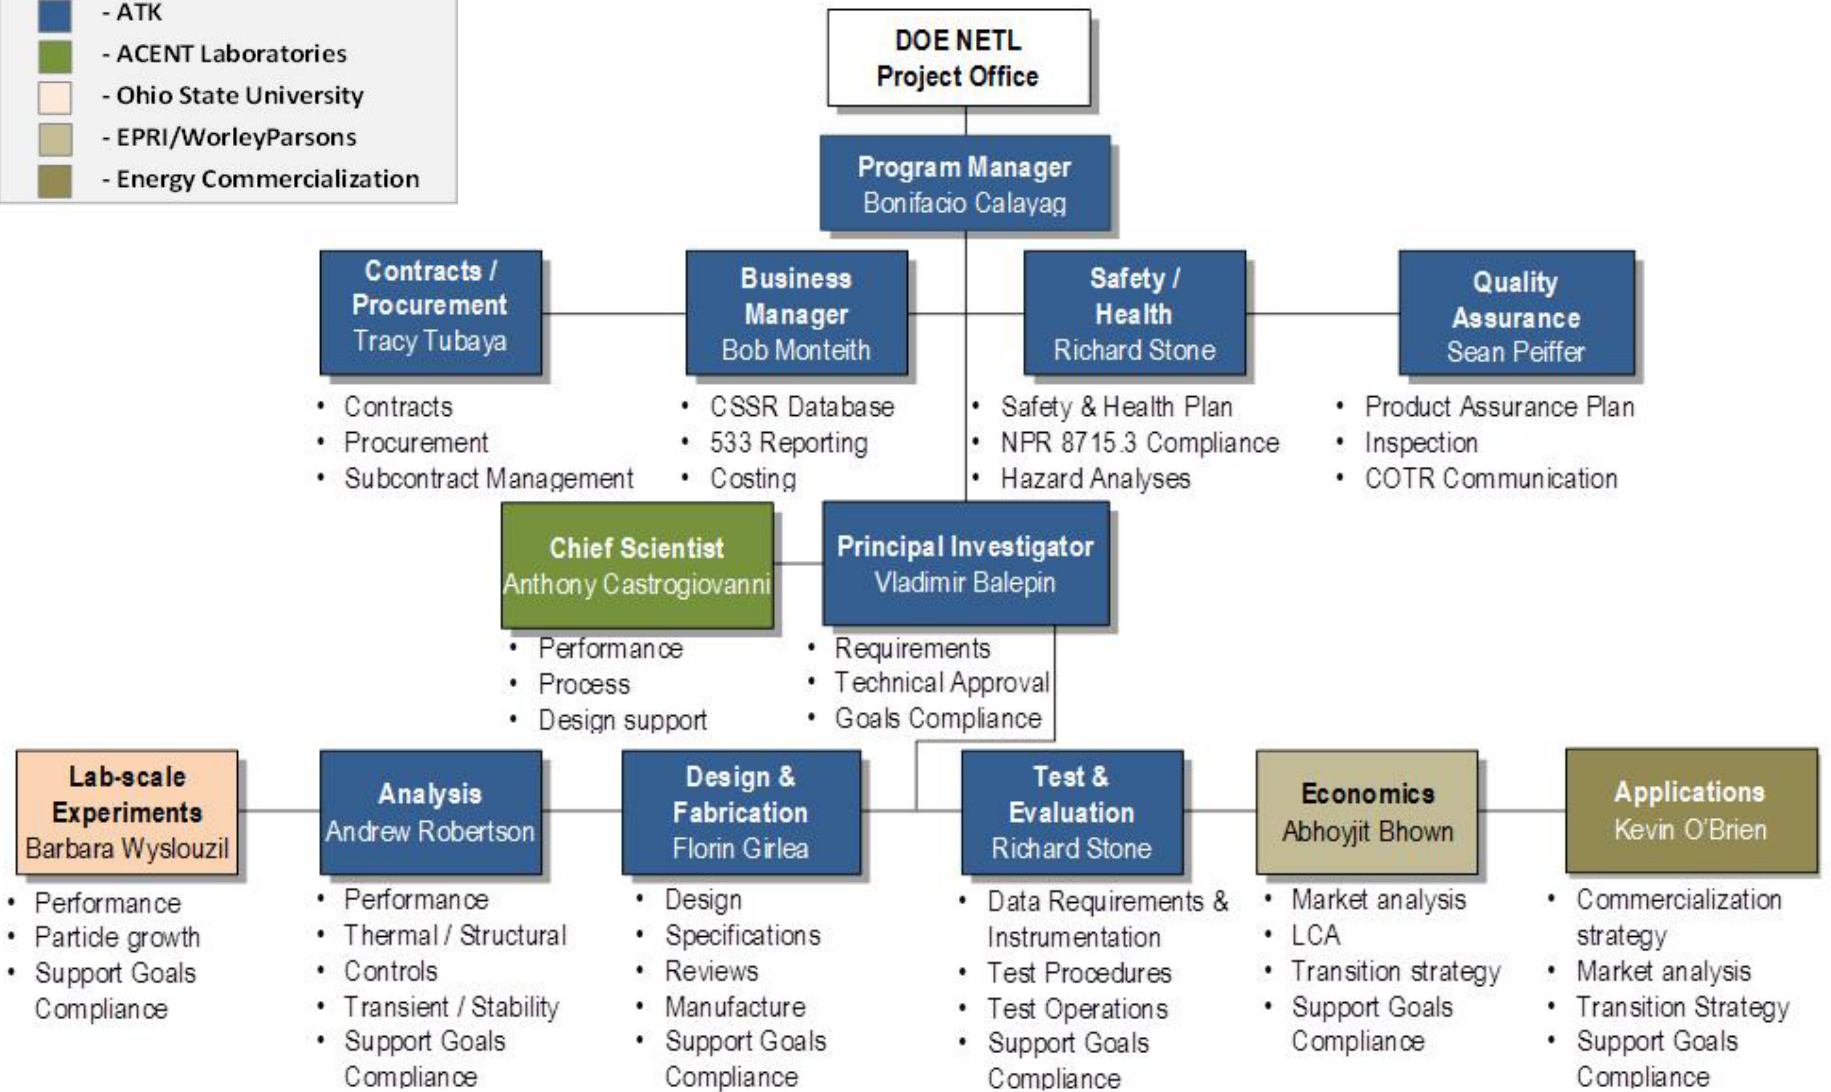 - ATK
- ACENT Laboratories
- Ohio State University
- EPRI/WorleyParsons
- Energy Commercialization
DOE NETL
Project Office
Program Manager
Bonifacio Calayag
Contracts /
Procurement
Tracy Tubaya
• Contracts
• Procurement
• Subcontract Management
Business
Manager
Bob Monteith
• CSSR Database
• 533 Reporting
• Costing
Safety /
Health
Richard Stone
• Safety & Health Plan
• NPR 8715.3 Compliance
• Hazard Analyses
Quality
Assurance
Sean Peiffer
• Product Assurance Plan
• Inspection
• COTR Communication
Chief Scientist
Anthony Castrogiovanni
• Performance
• Process
• Design support
Principal Investigator
Vladimir Balepin
• Requirements
• Technical Approval
• Goals Compliance
Lab-scale
Experiments
Barbara Wyslouzil
• Performance
• Particle growth
• Support Goals
Compliance
Analysis
Andrew Robertson
• Performance
• Thermal / Structural
• Controls
• Transient / Stability
• Support Goals
Compliance
Design &
Fabrication
Florin Girlea
• Design
• Specifications
• Reviews
• Manufacture
• Support Goals
Compliance
Test &
Evaluation
Richard Stone
• Data Requirements &
Instrumentation
• Test Procedures
• Test Operations
• Support Goals
Compliance
Economics
Abhoyjit Bhown
• Market analysis
• LCA
• Transition strategy
• Support Goals
Compliance
Applications
Kevin O'Brien
• Commercialization
strategy
• Market analysis
• Transition Strategy
• Support Goals
Compliance